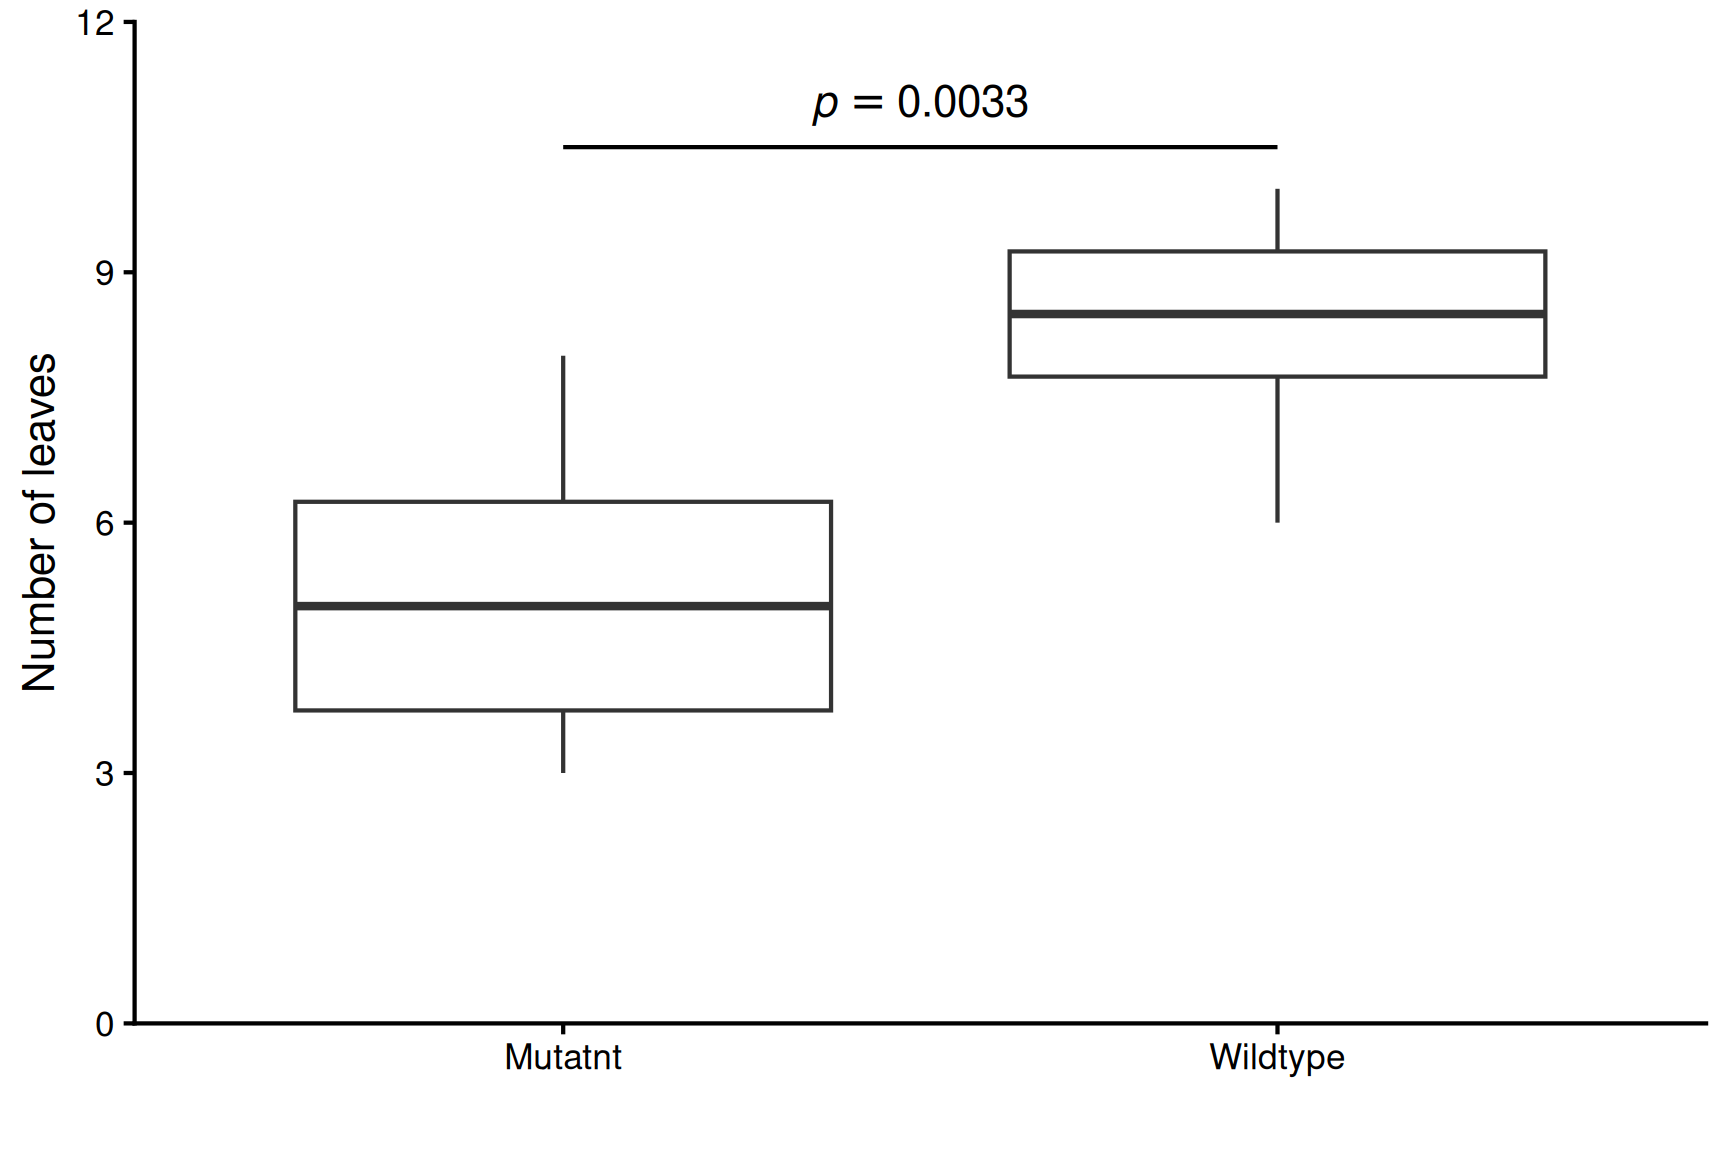 12
p = 0.0033
9
Number of leaves
6
3
0
Mutatnt
Wildtype